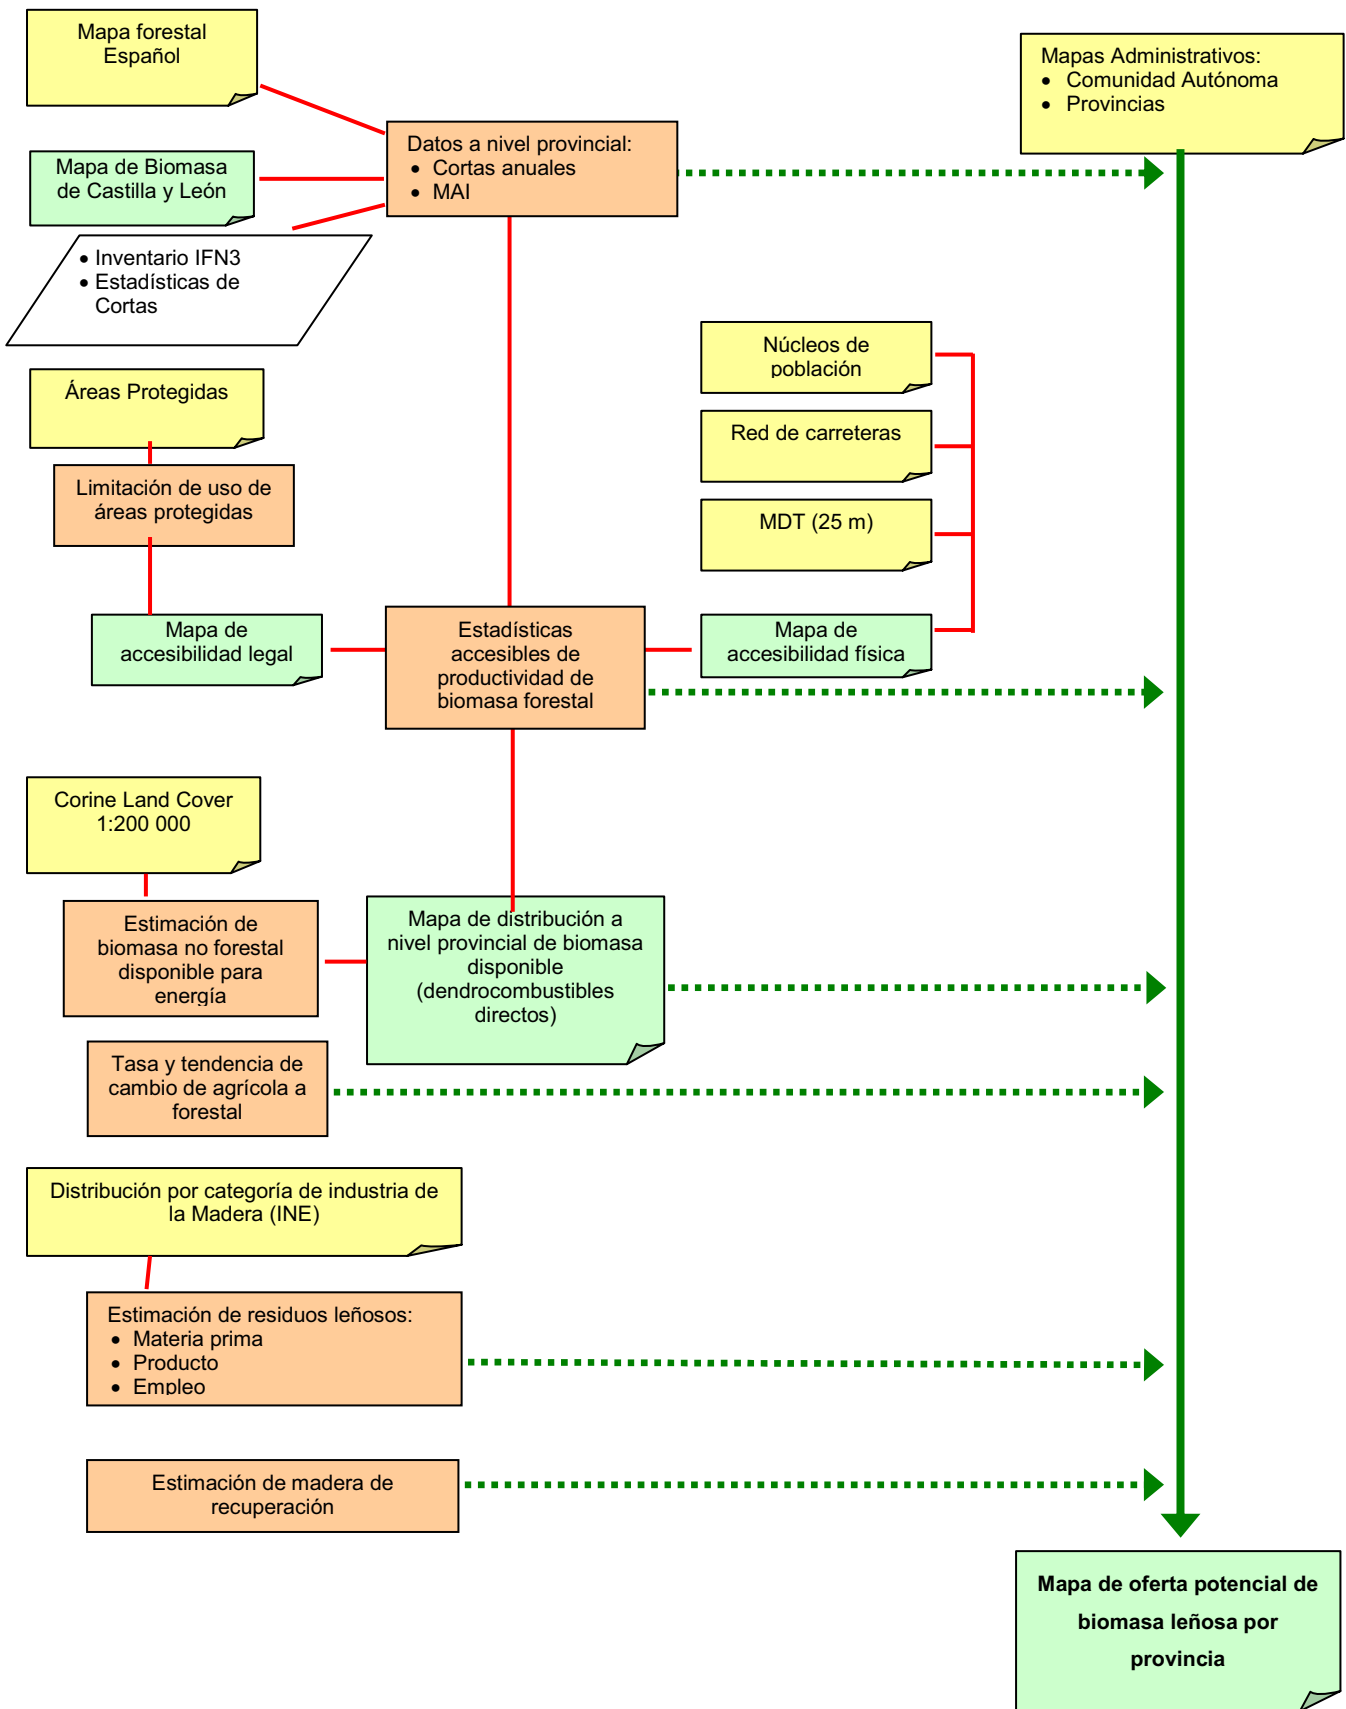 Mapa forestal
Español
Mapas Administrativos:
• Comunidad Autónoma
• Provincias
Datos a nivel provincial:
• Cortas anuales
• MAI
Mapa de Biomasa
de Castilla y León
• Inventario IFN3
• Estadísticas de
Cortas
Núcleos de
población
Áreas Protegidas
Red de carreteras
Limitación de uso de
áreas protegidas
MDT (25 m)
Mapa de
accesibilidad legal
Estadísticas
accesibles de
productividad de
biomasa forestal
Mapa de
accesibilidad física
Corine Land Cover
1:200 000
Estimación de
biomasa no forestal
disponible para
energía
Mapa de distribución a
nivel provincial de biomasa
disponible
(dendrocombustibles
directos)
Tasa y tendencia de
cambio de agrícola a
forestal
Distribución por categoría de industria de
la Madera (INE)
Estimación de residuos leñosos:
• Materia prima
• Producto
• Empleo
Estimación de madera de
recuperación
Mapa de oferta potencial de
biomasa leñosa por
provincia